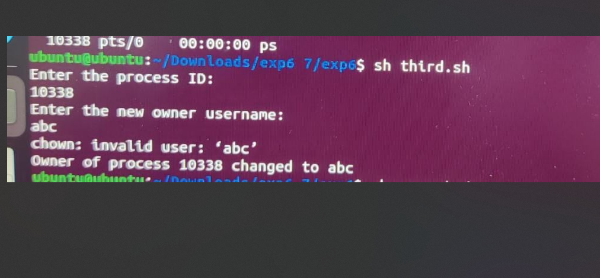 10338 pts/0 00:00:00 ps
ubuntu@ubuntu:~/Downloads/exp6 7/exp6$ sh third.sh
Enter the process ID:
10338
Enter the new owner username:
abc
chown: invalid user: ‘abc’
Owner of process 10338 changed to abc
ubuntu@ubuntu:~/Downloads/exp6 7/exp6$